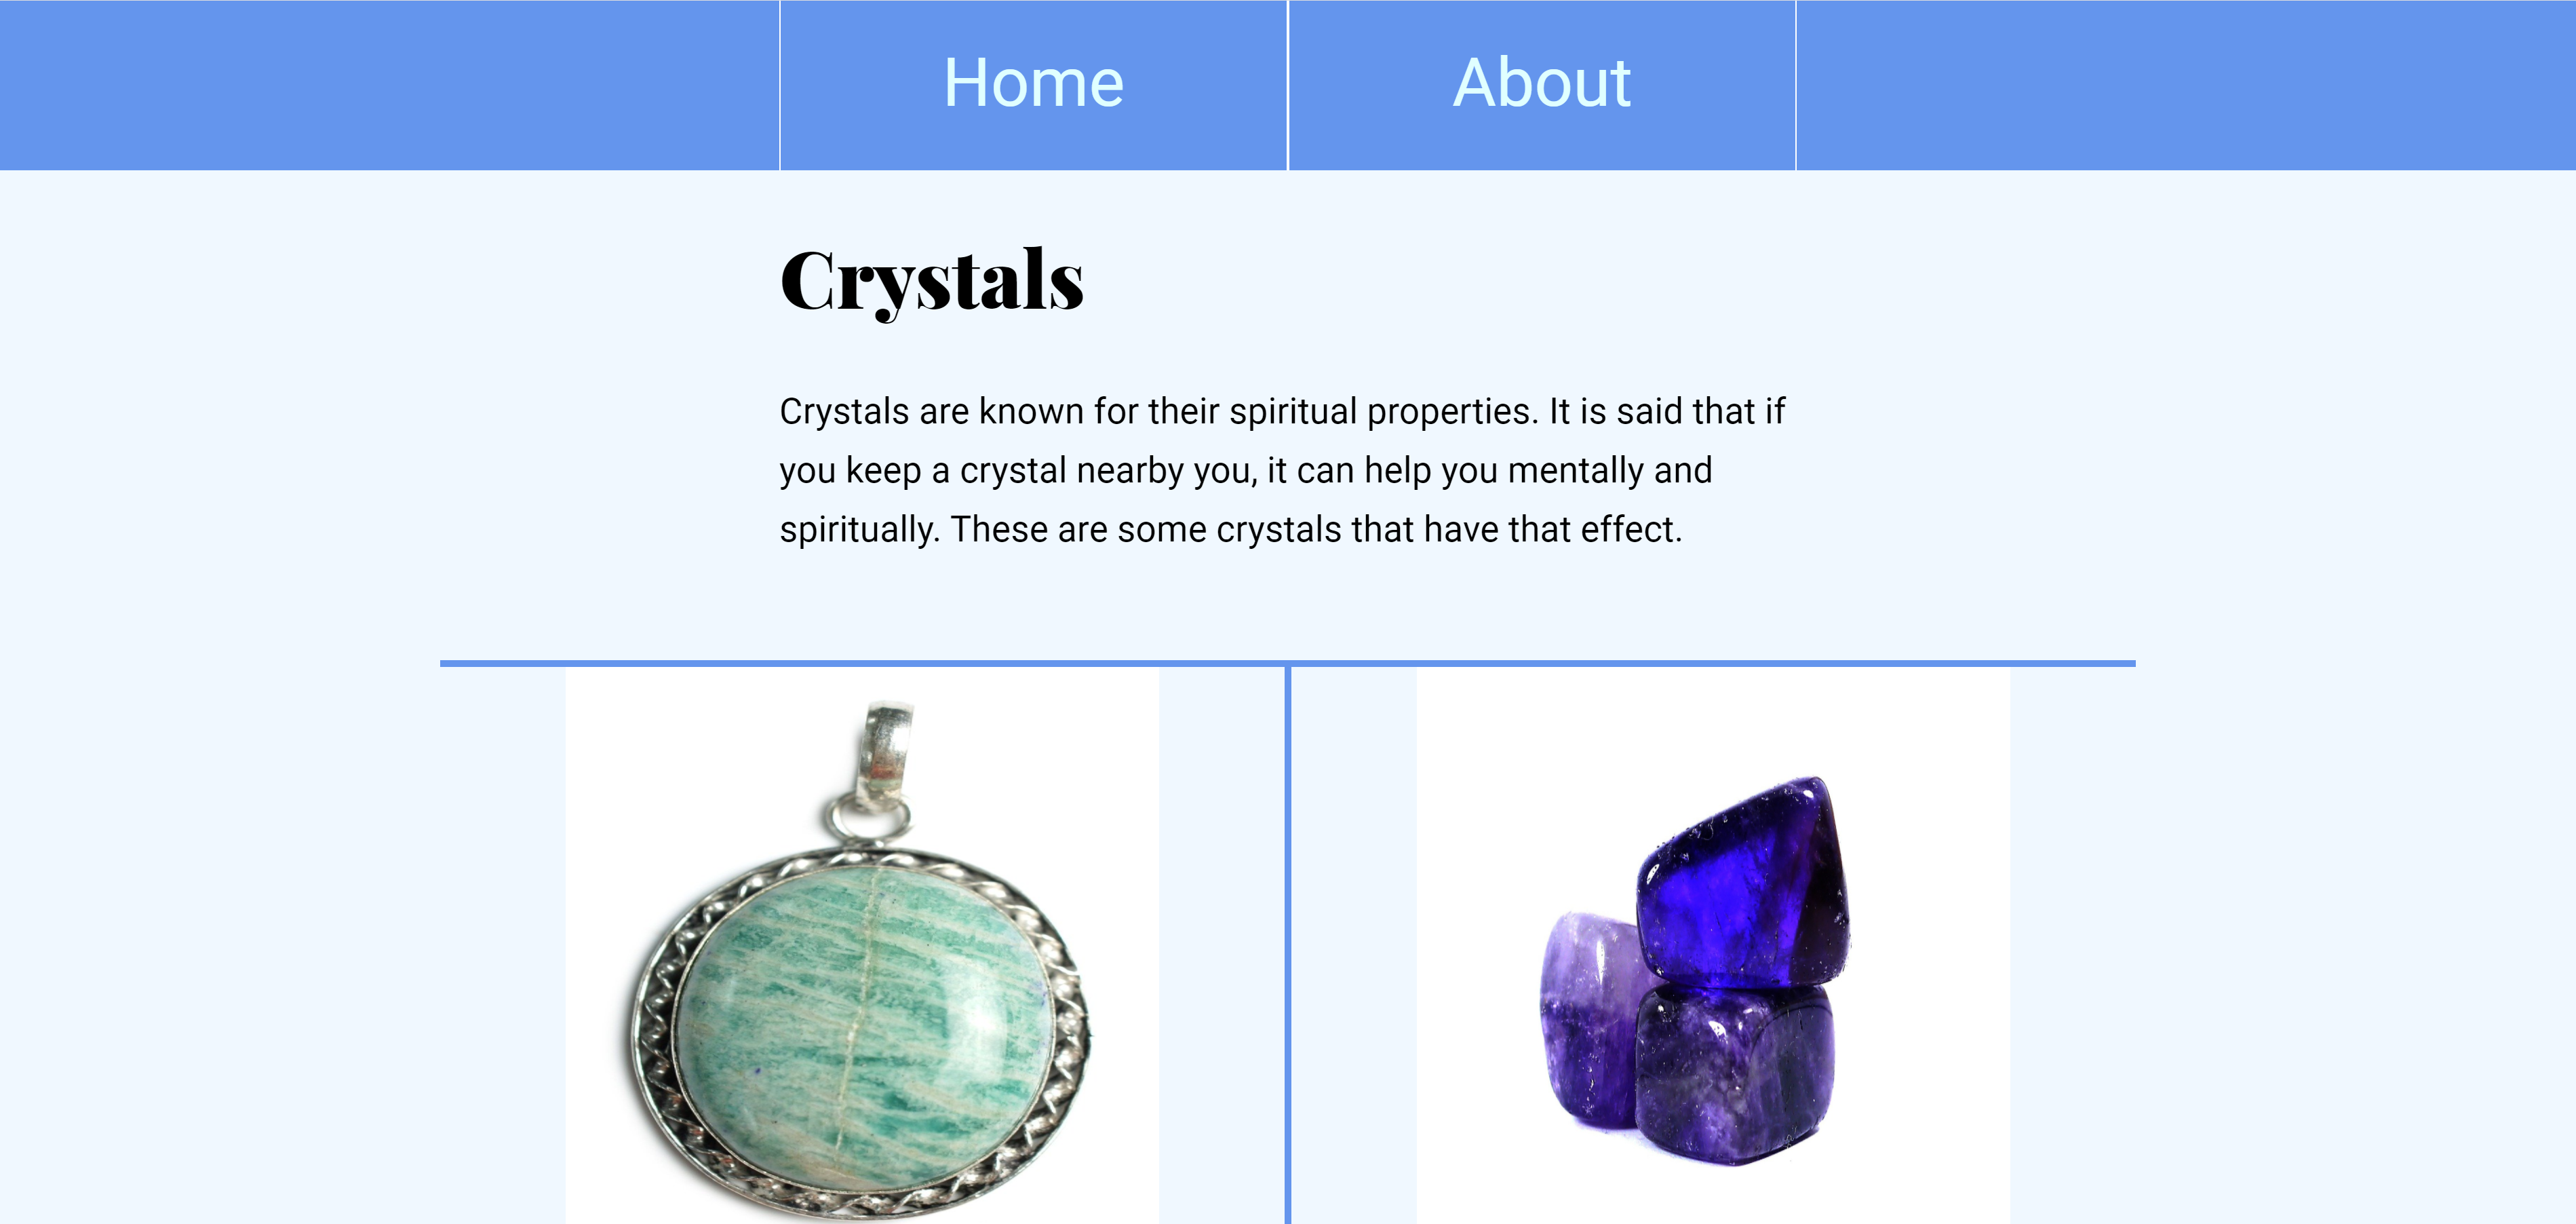 Home
About
Crystals
Crystals are known for their spiritual properties. It is said that if
you keep a crystal nearby you, it can help you mentally and
spiritually. These are some crystals that have that effect.